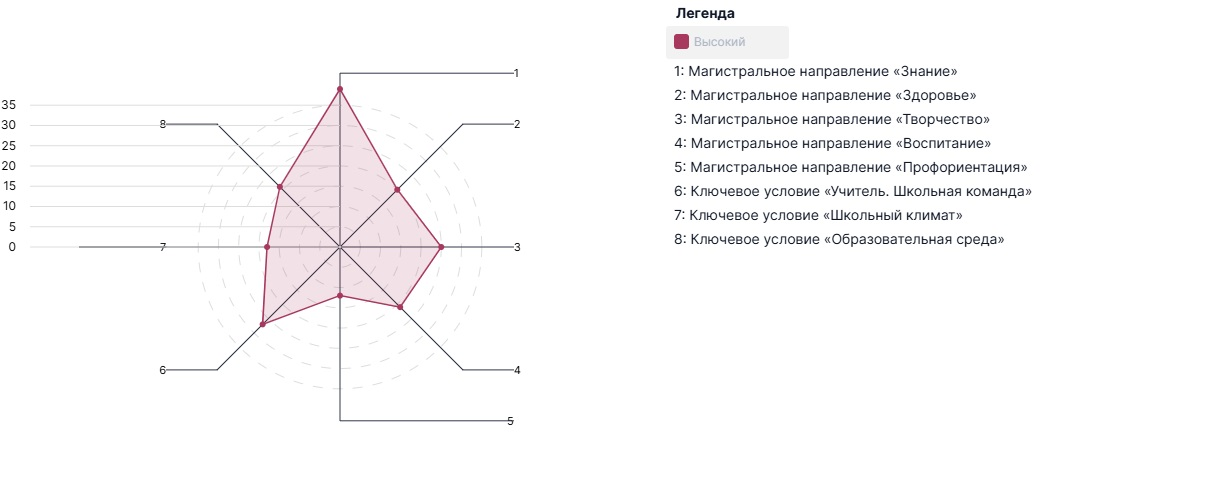 Легенда
Высокий
1: Магистральное направление «Знание»
2: Магистральное направление «Здоровье»
3: Магистральное направление «Творчество»
4: Магистральное направление «Воспитание»
5: Магистральное направление «Профориентация»
6: Ключевое условие «Учитель. Школьная команда»
7: Ключевое условие «Школьный климат»
8: Ключевое условие «Образовательная среда»
1
35
30
8
2
25
20
15
10
5
0
7
3
6
4
5